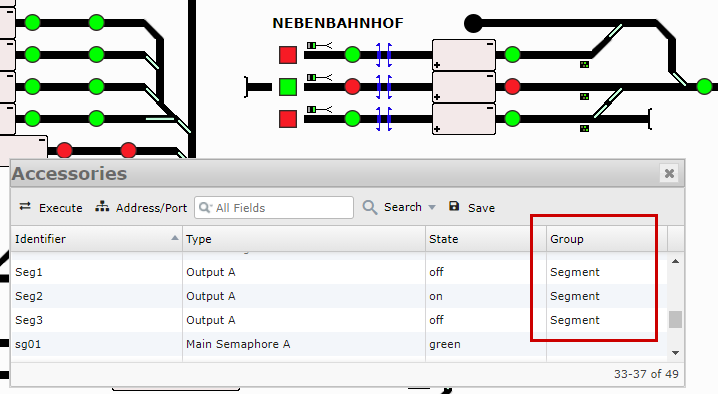 NEBENBAHNHOF
Accessories
Execute Address/Port All Fields Search Save
Identifier Type State Group
Seg1 Output A off Segment
Seg2 Output A on Segment
Seg3 Output A off Segment
sg01 Main Semaphore A green
33-37 of 49